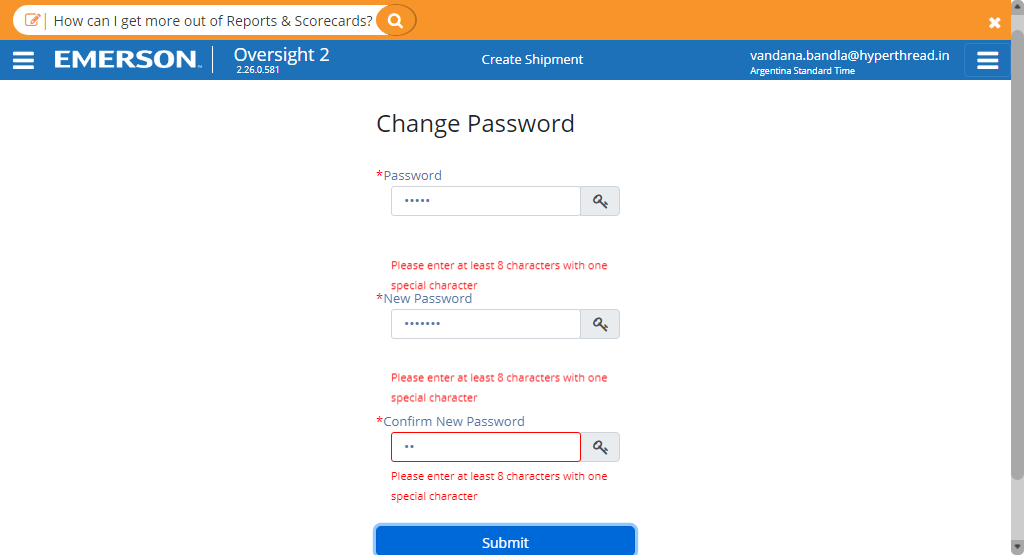 How can I get more out of Reports & Scorecards?
EMERSON
Oversight 2
2.26.0.581
Create Shipment
vandana.bandla@hyperthread.in
Argentina Standard Time
Change Password
*Password
•••••
Please enter at least 8 characters with one
special character
*New Password
•••••••
Please enter at least 8 characters with one
special character
*Confirm New Password
••
Please enter at least 8 characters with one
special character
Submit